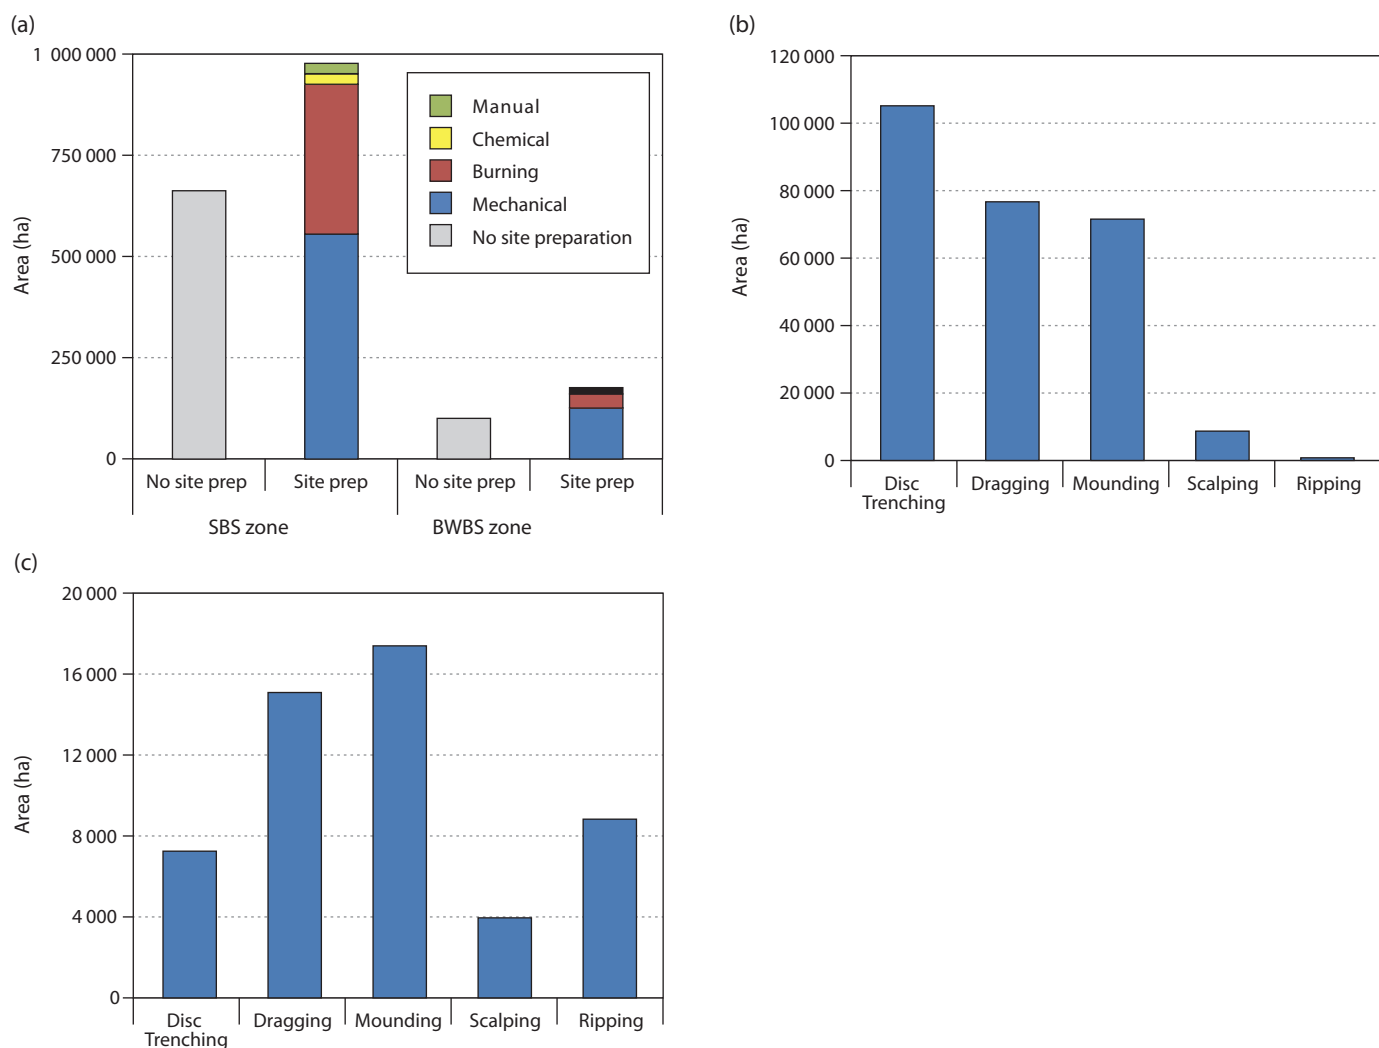 (a)
1 000 000
750 000
500 000
250 000
0
Area (ha)
Manual
Chemical
Burning
Mechanical
No site preparation
No site prep
Site prep
No site prep
Site prep
SBS zone
BWBS zone
(b)
120 000
100 000
80 000
60 000
40 000
20 000
0
Area (ha)
Disc
Trenching
Dragging
Mounding
Scalping
Ripping
(c)
20 000
16 000
12 000
8 000
4 000
0
Area (ha)
Disc
Trenching
Dragging
Mounding
Scalping
Ripping